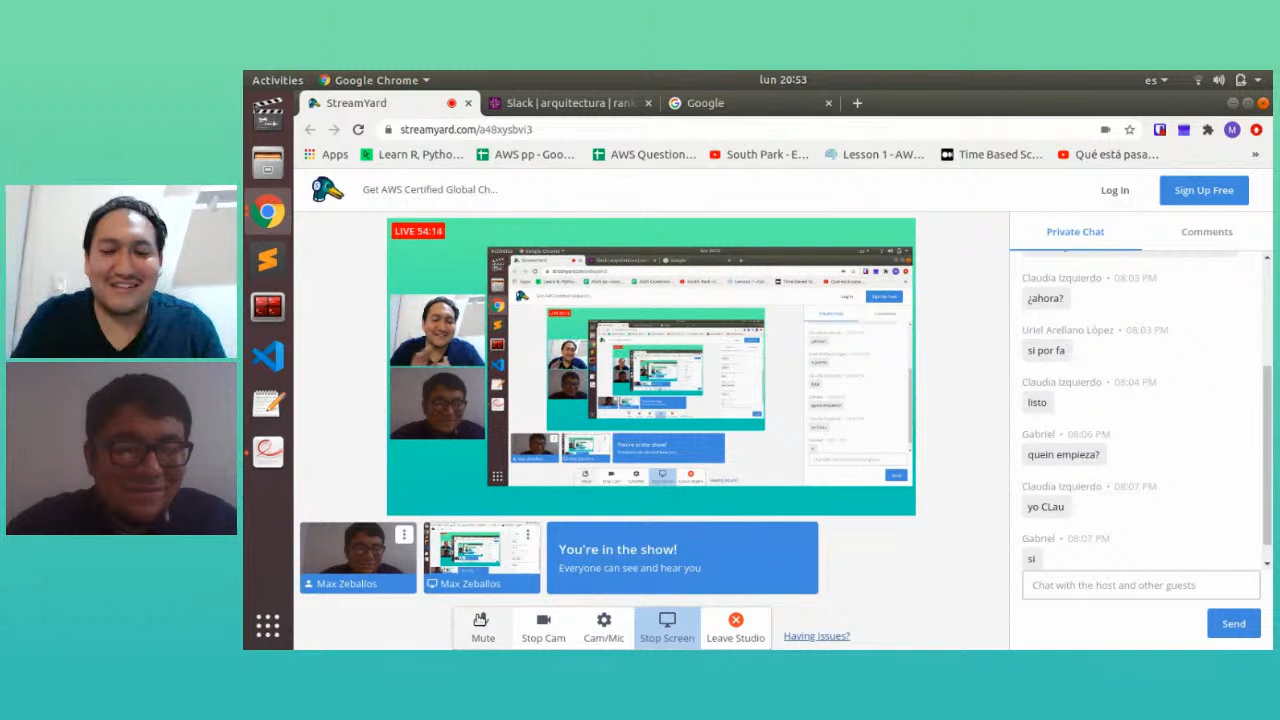 Activities
Google Chrome
lun 20:53
es
StreamYard
Slack | arquitectura | rank
Google
streamyard.com/a48xysbvi3
M
Apps
Learn R, Pytho...
AWS pp - Goo...
AWS Question...
South Park - E...
Lesson 1 - AW...
Time Based Sc...
Qué está pasa...
Get AWS Certified Global Ch...
Log In
Sign Up Free
LIVE 54:14
Private Chat
Comments
Claudia Izquierdo • 08:03 PM
¿ahora?
Uriel Arellano López • 08:03 PM
si por fa
Claudia Izquierdo • 08:04 PM
listo
Gabriel • 08:06 PM
quein empieza?
Claudia Izquierdo • 08:07 PM
yo CLau
Gabriel • 08:07 PM
si
Chat with the host and other guests
Send
Max Zeballos
Max Zeballos
You're in the show!
Everyone can see and hear you
Mute
Stop Cam
Cam/Mic
Stop Screen
Leave Studio
Having issues?